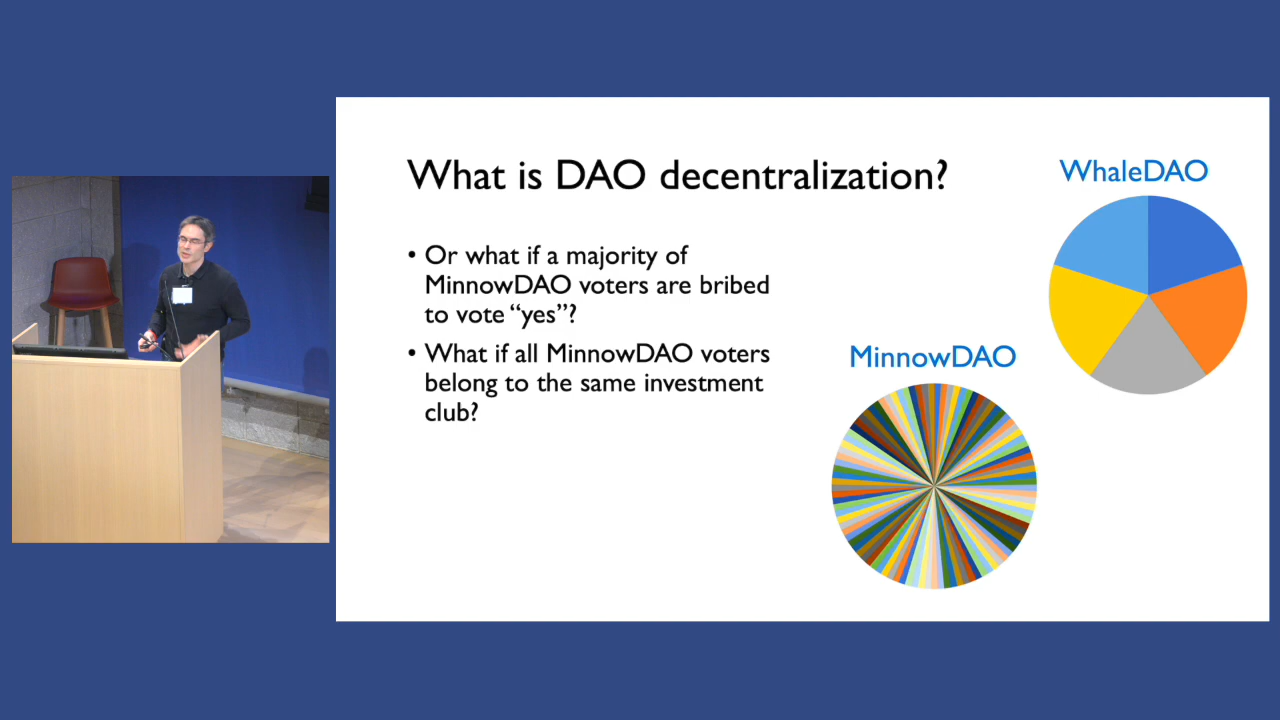 What is DAO decentralization?
• Or what if a majority of
MinnowDAO voters are bribed
to vote “yes”?
• What if all MinnowDAO voters
belong to the same investment
club?
WhaleDAO
MinnowDAO